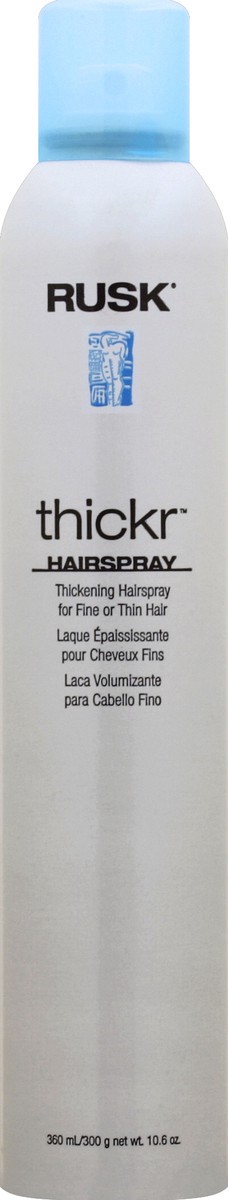 RUSK®
thickr™
HAIRSPRAY
Thickening Hairspray
for Fine or Thin Hair
Laque Épaississante
pour Cheveux Fins
Laca Volumizante
para Cabello Fino
360 mL/300 g net wt. 10.6 oz.